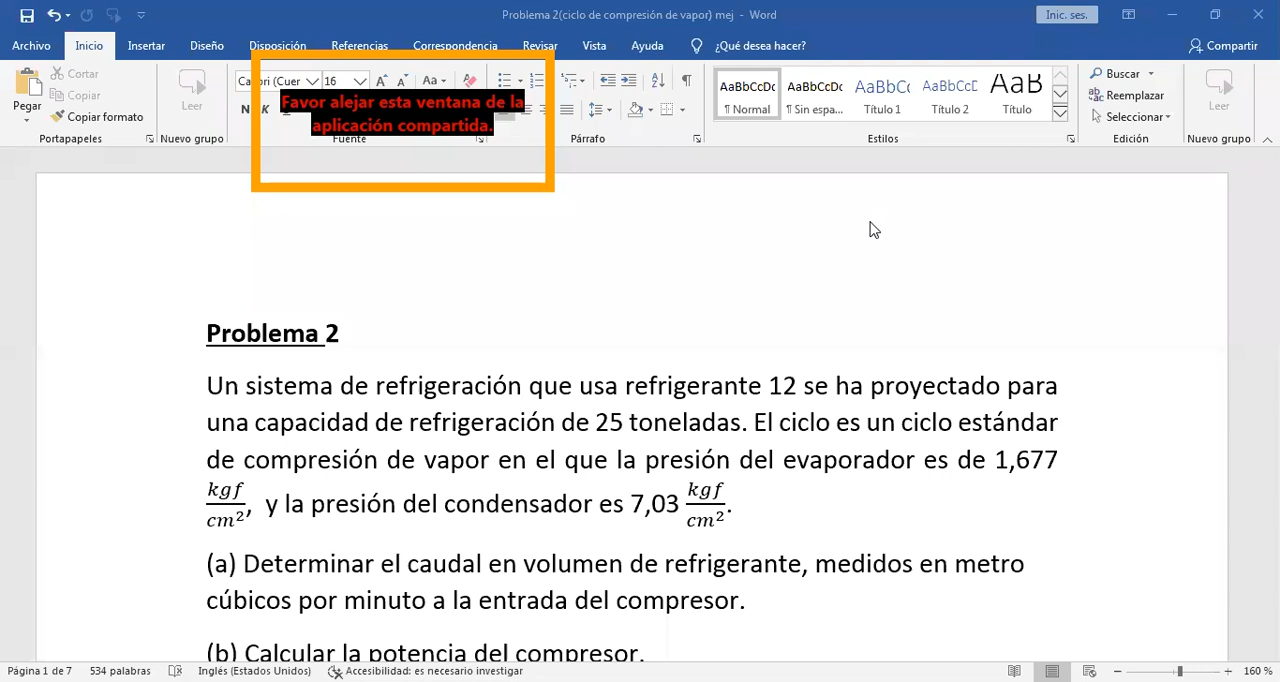 Problema 2(ciclo de compresión de vapor) mej - Word
Inic. ses.
Archivo Inicio Insertar Diseño Disposición Referencias Correspondencia Revisar Vista Ayuda ¿Qué desea hacer? Compartir
Pegar
Cortar
Copiar
Copiar formato
Portapapeles
Leer
Nuevo grupo
Calibri (Cuer 16
Aa
N K
Favor alejar esta ventana de la
aplicación compartida.
Fuente
Párrafo
AaBbCcDc AaBbCcDc AaBbCc AaBbCcD AaB
¶ Normal ¶ Sin espa... Título 1 Título 2 Título
Estilos
Buscar
Reemplazar
Seleccionar
Edición
Leer
Nuevo grupo
Problema 2
Un sistema de refrigeración que usa refrigerante 12 se ha proyectado para
una capacidad de refrigeración de 25 toneladas. El ciclo es un ciclo estándar
de compresión de vapor en el que la presión del evaporador es de 1,677
kgf/cm², y la presión del condensador es 7,03 kgf/cm².
(a) Determinar el caudal en volumen de refrigerante, medidos en metro
cúbicos por minuto a la entrada del compresor.
(b) Calcular la potencia del compresor.
Página 1 de 7 534 palabras Inglés (Estados Unidos) Accesibilidad: es necesario investigar 160 %